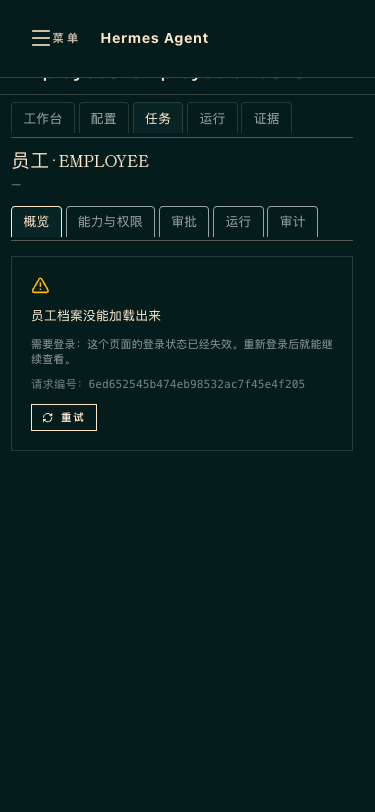 菜单 Hermes Agent
工作台 配置 任务 运行 证据
员工·EMPLOYEE
—
概览 能力与权限 审批 运行 审计
员工档案没能加载出来
需要登录：这个页面的登录状态已经失效。重新登录后就能继
续查看。
请求编号：6ed652545b474eb98532ac7f45e4f205
重试